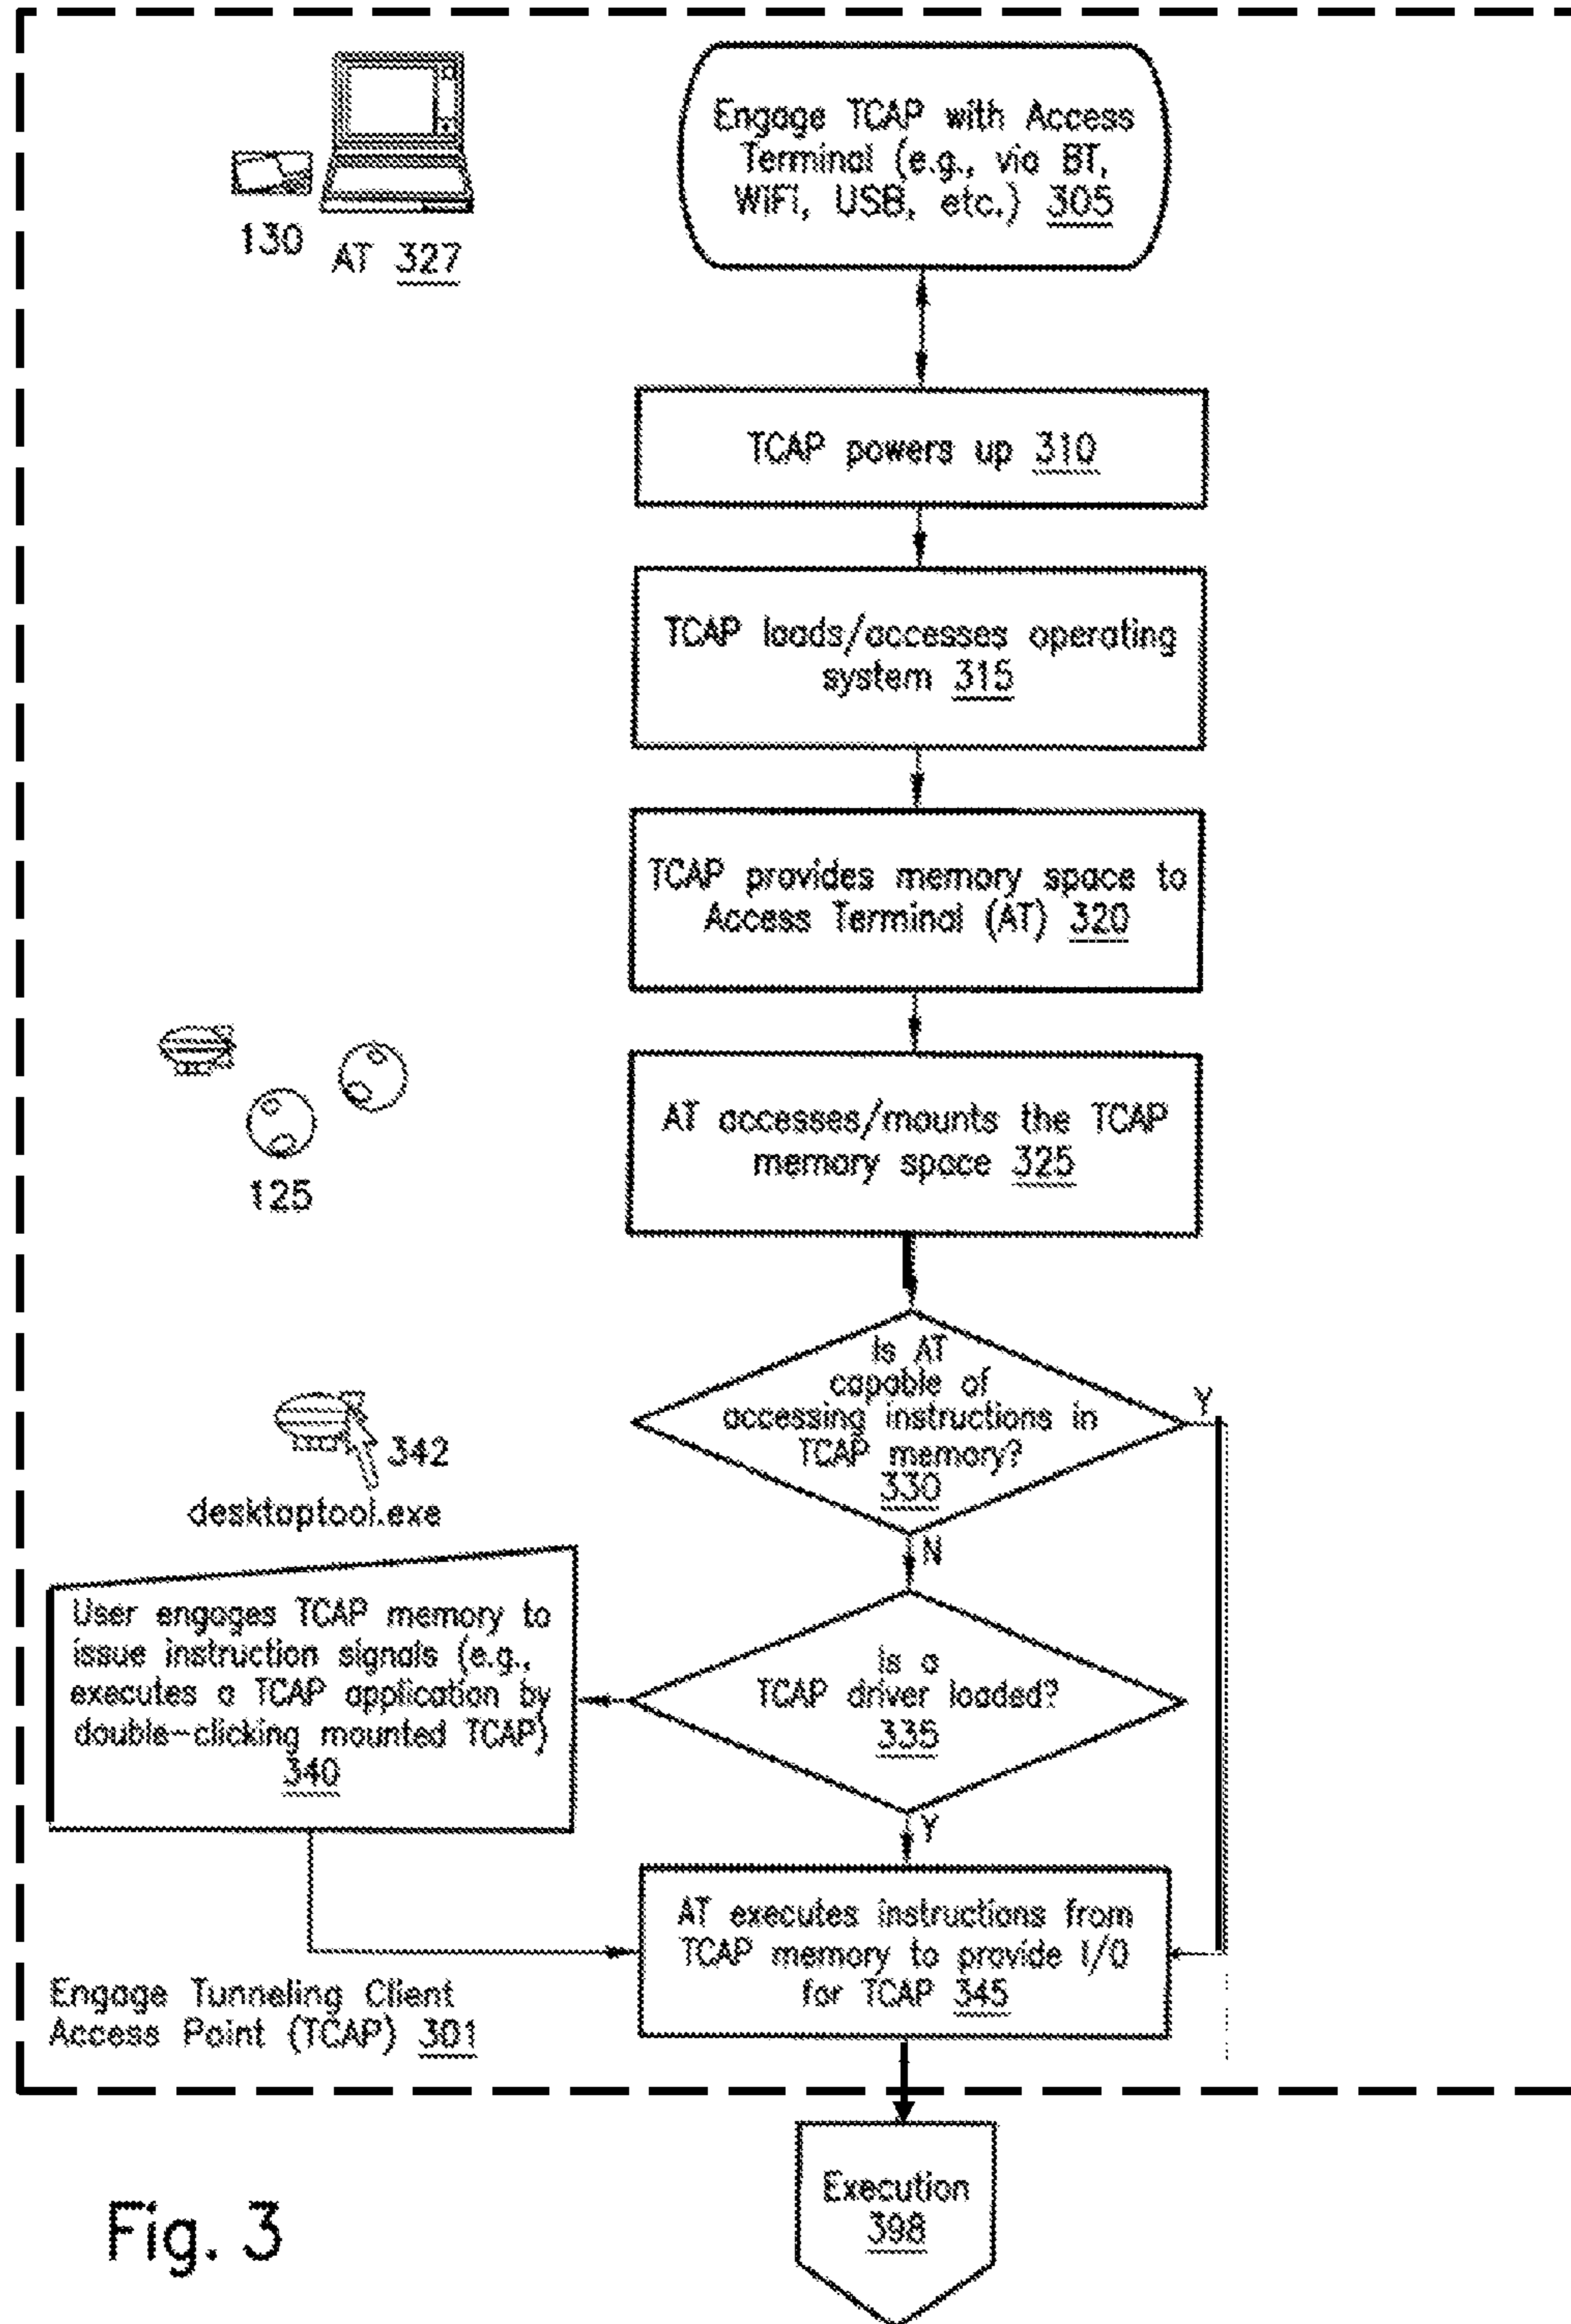 Engage TCAP with Access
Terminal (e.g., via BT,
WiFi, USB, etc.) 305
130
AT 327
TCAP powers up 310
TCAP loads/accesses operating
system 315
TCAP provides memory space to
Access Terminal (AT) 320
AT accesses/mounts the TCAP
memory space 325
125
Is AT
capable of
accessing instructions in
TCAP memory?
330
Y
N
342
desktoptool.exe
User engages TCAP memory to
issue instruction signals (e.g.,
executes a TCAP application by
double-clicking mounted TCAP)
340
Is a
TCAP driver loaded?
335
Y
AT executes instructions from
TCAP memory to provide I/O
for TCAP 345
Engage Tunneling Client
Access Point (TCAP) 301
Execution
398
Fig. 3